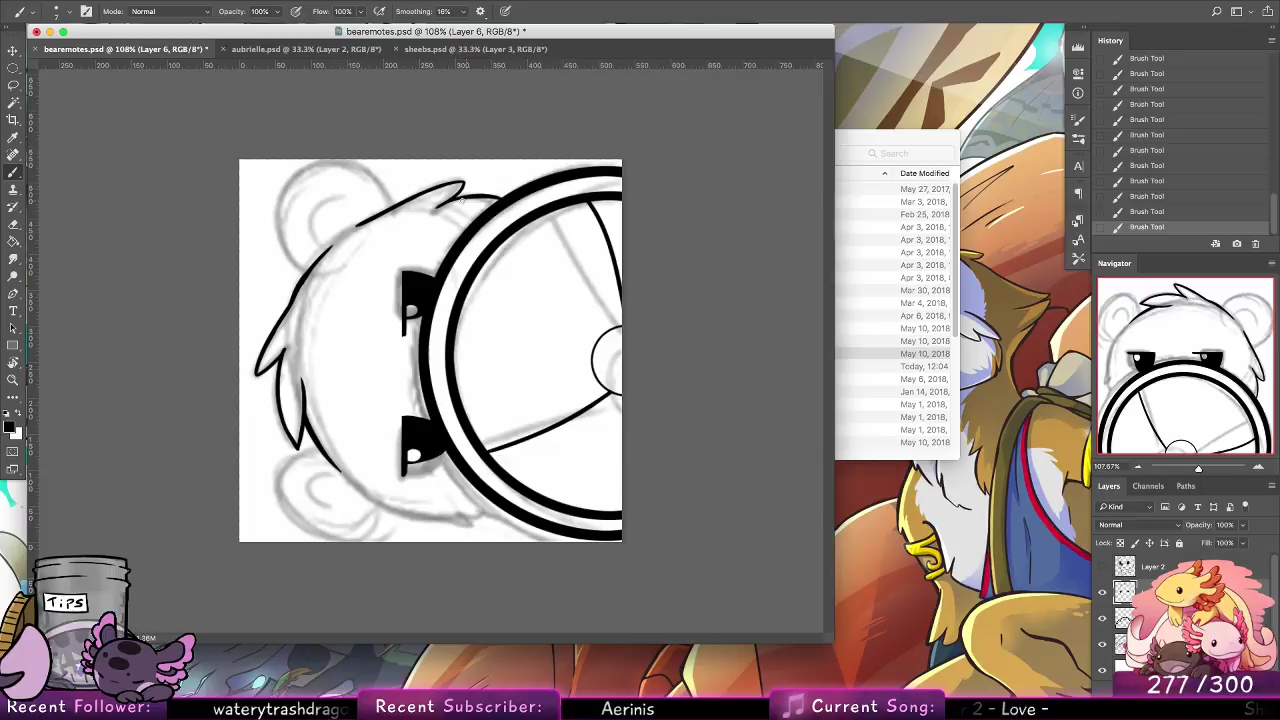 Mode: Normal Opacity: 100% Flow: 100% Smoothing: 16%
bearemotes.psd @ 108% (Layer 6, RGB/8*) *
bearemotes.psd @ 108% (Layer 6, RGB/8*) *
aubrielle.psd @ 33.3% (Layer 2, RGB/8*)
sheebs.psd @ 33.3% (Layer 3, RGB/8*)
Search
Date Modified
May 27, 2017,
Mar 3, 2018,
Feb 25, 2018
Apr 3, 2018,
Apr 3, 2018,
Apr 3, 2018,
Apr 3, 2018,
Mar 30, 2018
Mar 4, 2018,
Apr 6, 2018,
May 10, 2018
May 10, 2018
May 10, 2018
Today, 12:04
May 6, 2018,
Jan 14, 2018,
May 1, 2018,
May 1, 2018,
May 1, 2018,
May 10, 2018
History
Brush Tool
Brush Tool
Brush Tool
Brush Tool
Brush Tool
Brush Tool
Brush Tool
Brush Tool
Brush Tool
Brush Tool
Brush Tool
Brush Tool
Navigator
107.67%
Layers Channels Paths
Kind
Normal Opacity: 100%
Lock: Fill: 100%
Layer 2
TiPs
277/300
Recent Follower: waterytrashdrago
Recent Subscriber: Aerinis
Current Song: r 2 - Love -